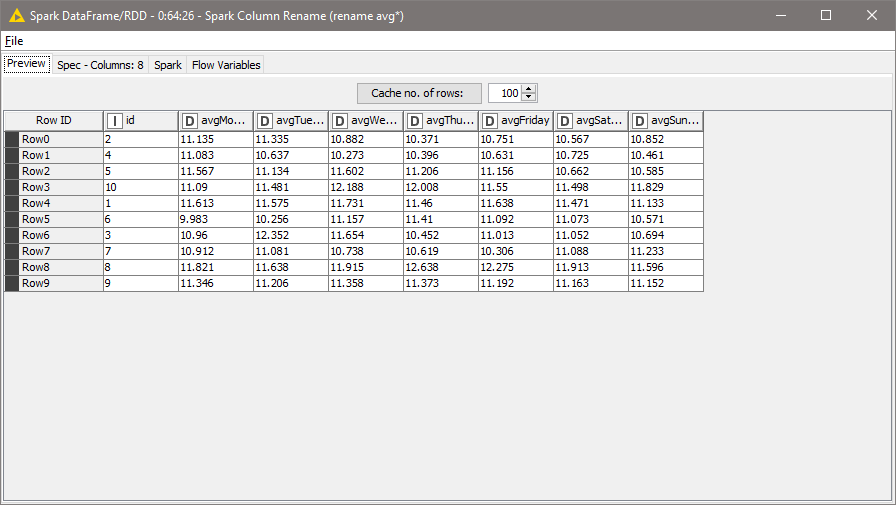 Spark DataFrame/RDD - 0:64:26 - Spark Column Rename (rename avg*)
File
Preview Spec - Columns: 8 Spark Flow Variables
Cache no. of rows: 100
Row ID I id D avgMo... D avgTue... D avgWe... D avgThu... D avgFriday D avgSat... D avgSun...
Row0 2 11.135 11.335 10.882 10.371 10.751 10.567 10.852
Row1 4 11.083 10.637 10.273 10.396 10.631 10.725 10.461
Row2 5 11.567 11.134 11.602 11.206 11.156 10.662 10.585
Row3 10 11.09 11.481 12.188 12.008 11.55 11.498 11.829
Row4 1 11.613 11.575 11.731 11.46 11.638 11.471 11.133
Row5 6 9.983 10.256 11.157 11.41 11.092 11.073 10.571
Row6 3 10.96 12.352 11.654 10.452 11.013 11.052 10.694
Row7 7 10.912 11.081 10.738 10.619 10.306 11.088 11.233
Row8 8 11.821 11.638 11.915 12.638 12.275 11.913 11.596
Row9 9 11.346 11.206 11.358 11.373 11.192 11.163 11.152